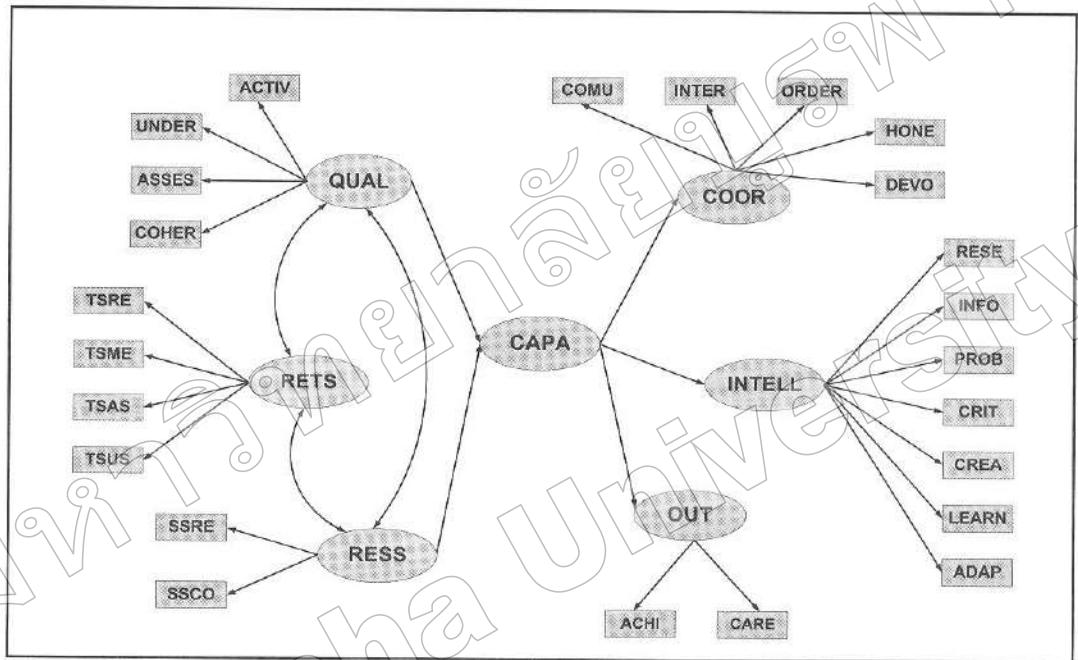 ACTIV
UNDER
ASSES
COHER
QUAL
TSRE
TSME
TSAS
TSUS
RETS
SSRE
SSCO
RESS
CAPA
COMU
INTER
ORDER
HONE
DEVO
COOR
RESE
INFO
PROB
CRIT
CREA
LEARN
ADAP
INTELL
OUT
ACHI
CARE
University